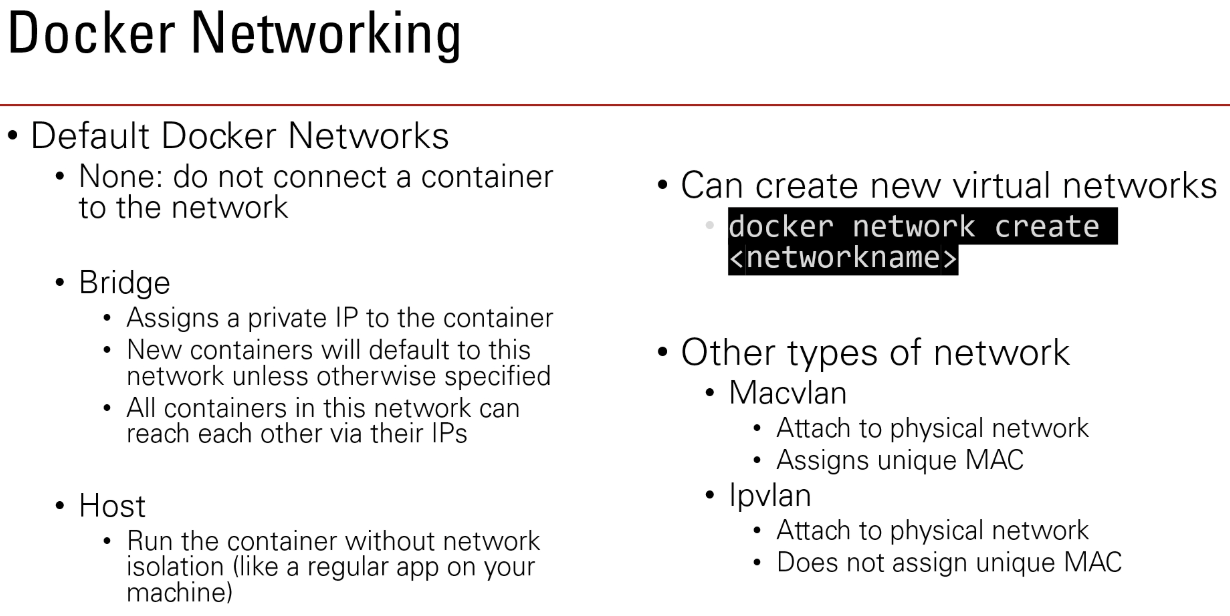 Docker Networking
• Default Docker Networks
• None: do not connect a container
to the network
• Bridge
• Assigns a private IP to the container
• New containers will default to this
network unless otherwise specified
• All containers in this network can
reach each other via their IPs
• Host
• Run the container without network
isolation (like a regular app on your
machine)
• Can create new virtual networks
• docker network create
<networkname>
• Other types of network
• Macvlan
• Attach to physical network
• Assigns unique MAC
• Ipvlan
• Attach to physical network
• Does not assign unique MAC